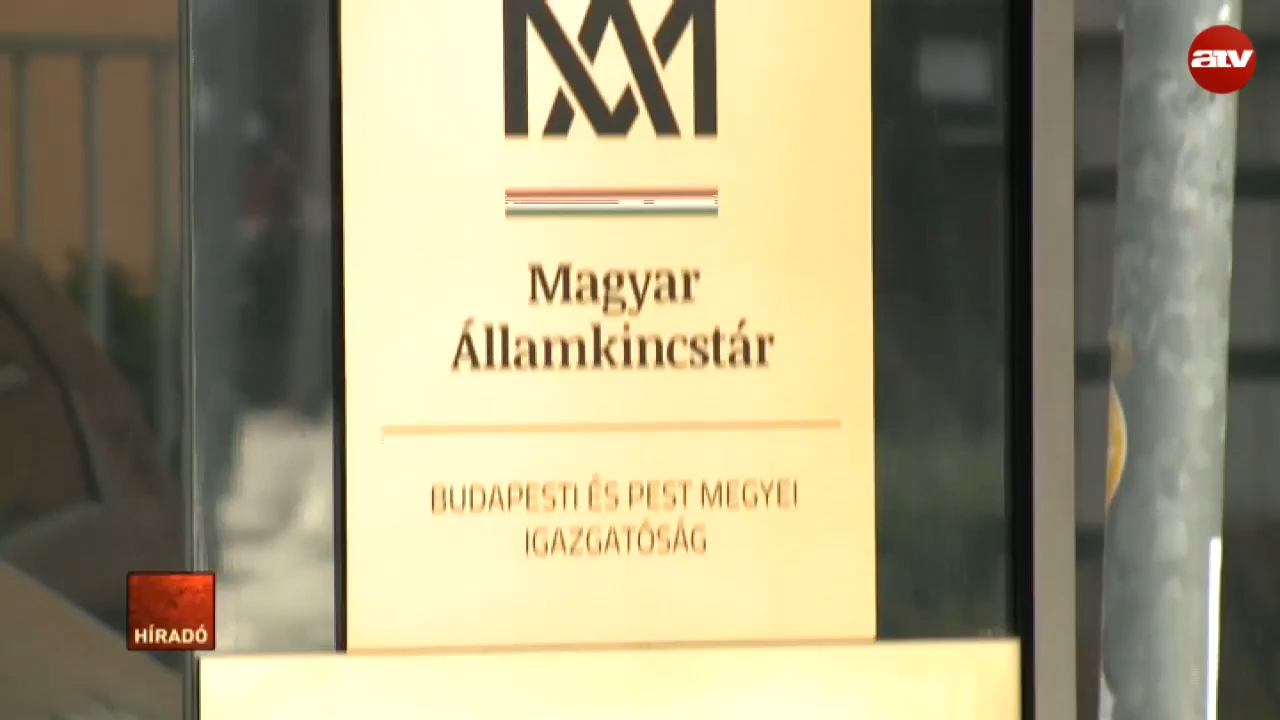 atv
Magyar
Államkincstár
BUDAPESTI ÉS PEST MEGYEI
IGAZGATÓSÁG
HÍRADÓ